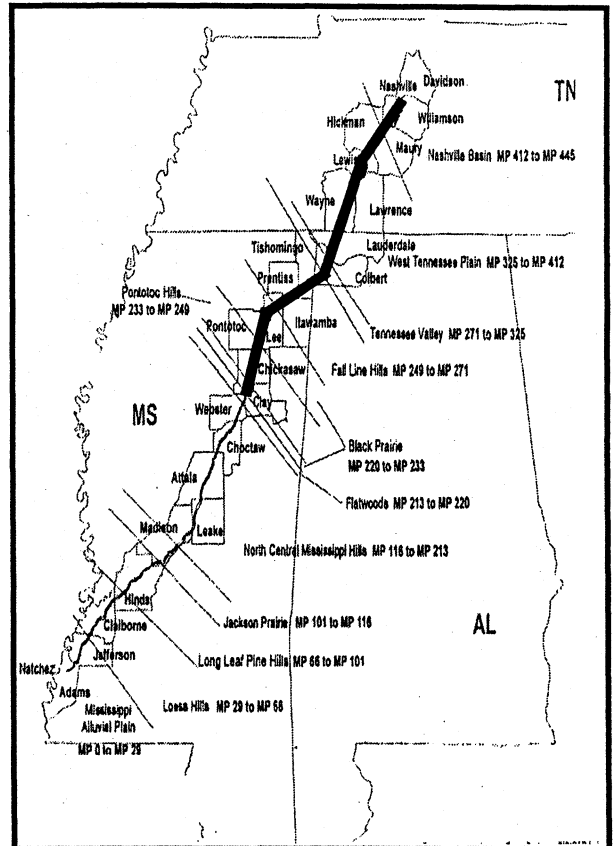 Nashville
Davidson
TN
Hickman
Williamson
Maury
Nashville Basin MP 412 to MP 445
Lewis
Wayne
Lawrence
Tishomingo
Lauderdale
West Tennessee Plain MP 325 to MP 412
Colbert
Prentiss
Pontotoc Hills
MP 233 to MP 249
Itawamba
Pontotoc
Lee
Tennessee Valley MP 271 to MP 325
Chickasaw
Fall Line Hills MP 249 to MP 271
MS
Webster
Clay
Choctaw
Black Prairie
MP 220 to MP 233
Attala
Flatwoods MP 213 to MP 220
Madison
Leake
North Central Mississippi Hills MP 116 to MP 213
Hinds
Jackson Prairie MP 101 to MP 116
AL
Claiborne
Jefferson
Long Leaf Pine Hills MP 66 to MP 101
Natchez
Adams
Loess Hills MP 29 to MP 66
Mississippi
Alluvial Plain
MP 0 to MP 29